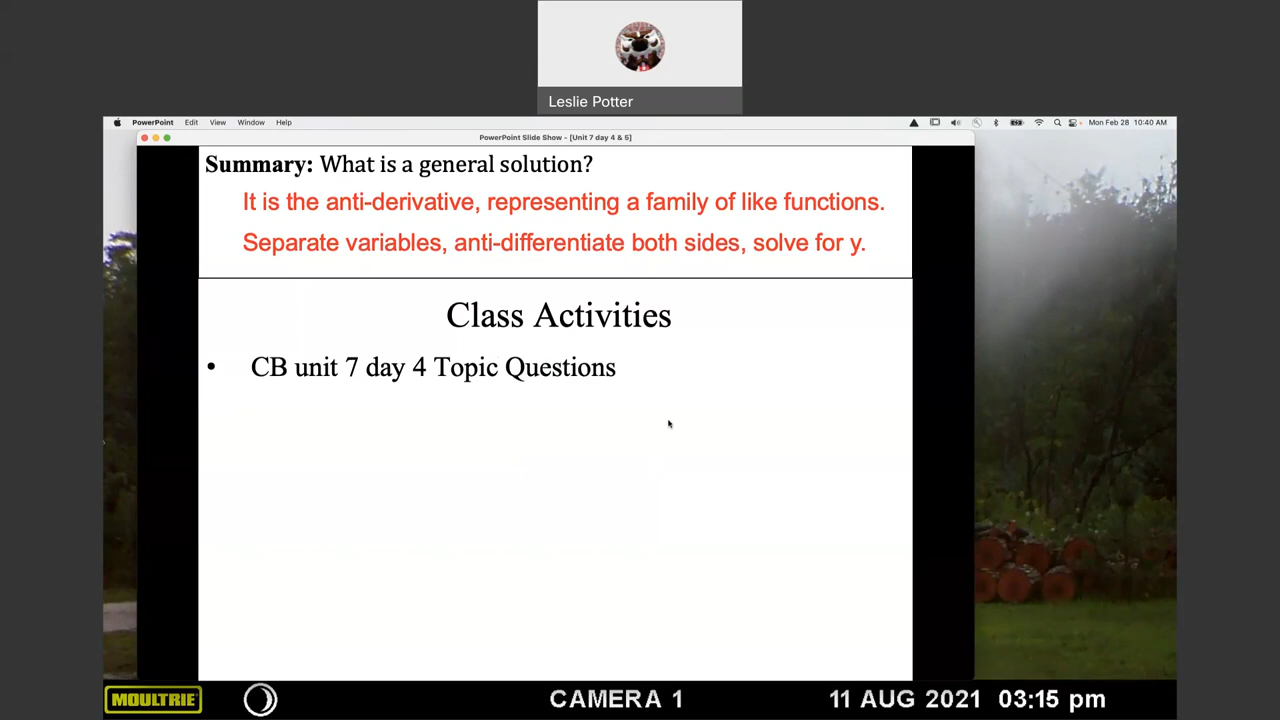 Leslie Potter
PowerPoint Edit View Window Help Mon Feb 28 10:40 AM
PowerPoint Slide Show - [Unit 7 day 4 & 5]
Summary: What is a general solution?
It is the anti-derivative, representing a family of like functions.
Separate variables, anti-differentiate both sides, solve for y.
Class Activities
• CB unit 7 day 4 Topic Questions
MOULTRIE CAMERA 1 11 AUG 2021 03:15 pm